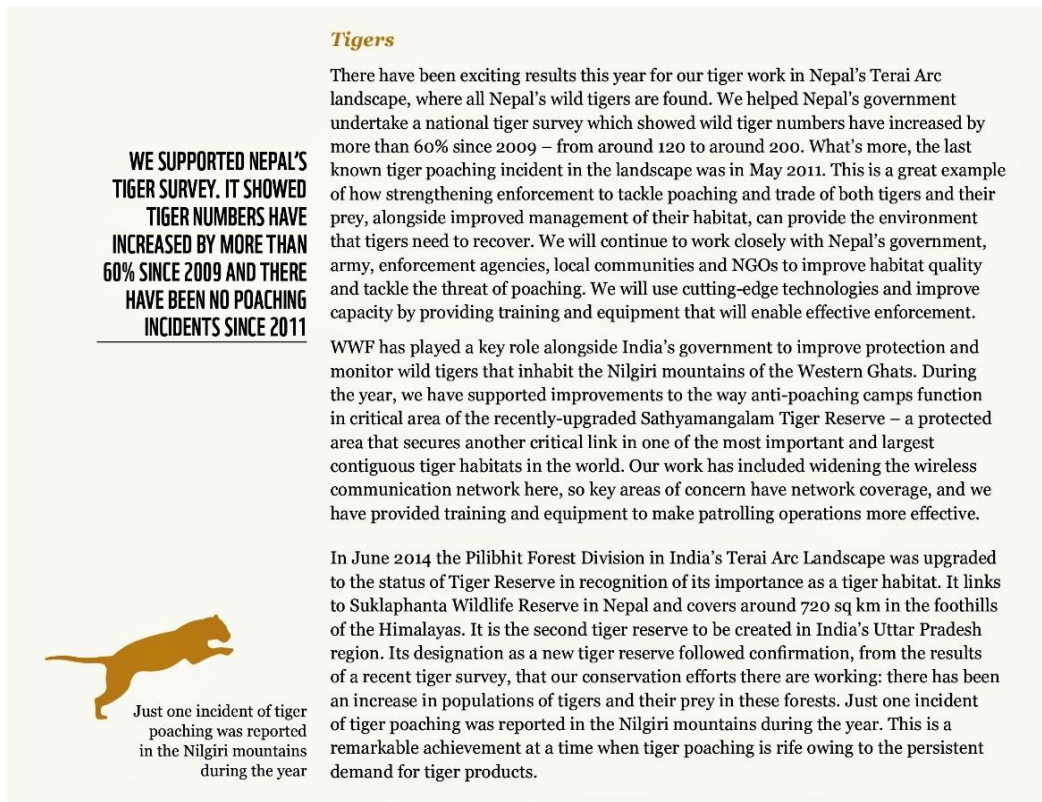 Tigers
There have been exciting results this year for our tiger work in Nepal's Terai Arc
landscape, where all Nepal's wild tigers are found. We helped Nepal's government
undertake a national tiger survey which showed wild tiger numbers have increased by
more than 60% since 2009 – from around 120 to around 200. What's more, the last
known tiger poaching incident in the landscape was in May 2011. This is a great example
of how strengthening enforcement to tackle poaching and trade of both tigers and their
prey, alongside improved management of their habitat, can provide the environment
that tigers need to recover. We will continue to work closely with Nepal's government,
army, enforcement agencies, local communities and NGOs to improve habitat quality
and tackle the threat of poaching. We will use cutting-edge technologies and improve
capacity by providing training and equipment that will enable effective enforcement.
WE SUPPORTED NEPAL'S
TIGER SURVEY. IT SHOWED
TIGER NUMBERS HAVE
INCREASED BY MORE THAN
60% SINCE 2009 AND THERE
HAVE BEEN NO POACHING
INCIDENTS SINCE 2011
WWF has played a key role alongside India's government to improve protection and
monitor wild tigers that inhabit the Nilgiri mountains of the Western Ghats. During
the year, we have supported improvements to the way anti-poaching camps function
in critical area of the recently-upgraded Sathyamangalam Tiger Reserve – a protected
area that secures another critical link in one of the most important and largest
contiguous tiger habitats in the world. Our work has included widening the wireless
communication network here, so key areas of concern have network coverage, and we
have provided training and equipment to make patrolling operations more effective.
In June 2014 the Pilibhit Forest Division in India's Terai Arc Landscape was upgraded
to the status of Tiger Reserve in recognition of its importance as a tiger habitat. It links
to Suklaphanta Wildlife Reserve in Nepal and covers around 720 sq km in the foothills
of the Himalayas. It is the second tiger reserve to be created in India's Uttar Pradesh
region. Its designation as a new tiger reserve followed confirmation, from the results
of a recent tiger survey, that our conservation efforts there are working: there has been
an increase in populations of tigers and their prey in these forests. Just one incident
of tiger poaching was reported in the Nilgiri mountains during the year. This is a
remarkable achievement at a time when tiger poaching is rife owing to the persistent
demand for tiger products.
Just one incident of tiger
poaching was reported
in the Nilgiri mountains
during the year